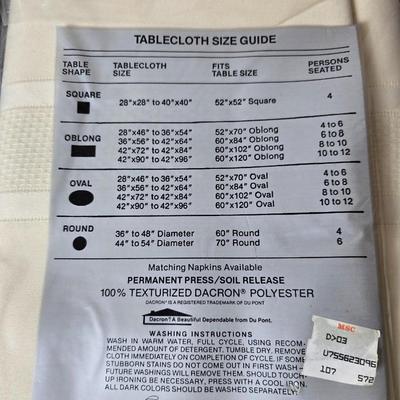 TABLECLOTH SIZE GUIDE
TABLE SHAPE TABLECLOTH SIZE FITS TABLE SIZE PERSONS SEATED
SQUARE 28"x28" to 40"x40" 52"x52" Square 4
OBLONG 28"x46" to 36"x54" 52"x70" Oblong 4 to 6
36"x56" to 42"x64" 60"x84" Oblong 6 to 8
42"x72" to 42"x84" 60"x102" Oblong 8 to 10
42"x90" to 42"x96" 60"x120" Oblong 10 to 12
OVAL 28"x46" to 36"x54" 52"x70" Oval 4 to 6
36"x56" to 42"x64" 60"x84" Oval 6 to 8
42"x72" to 42"x84" 60"x102" Oval 8 to 10
42"x90" to 42"x96" 60"x120" Oval 10 to 12
ROUND 36" to 48" Diameter 60" Round 4
44" to 54" Diameter 70" Round 6
Matching Napkins Available
PERMANENT PRESS/SOIL RELEASE
100% TEXTURIZED DACRON® POLYESTER
DACRON® IS A REGISTERED TRADEMARK OF DU PONT
Dacron! A Beautiful Dependable from Du Pont.
WASHING INSTRUCTIONS
WASH IN WARM WATER, FULL CYCLE, USING RECOM-
MENDED AMOUNT OF DETERGENT. TUMBLE DRY. REMOVE
CLOTH IMMEDIATELY ON COMPLETION OF CYCLE. IF SOME
STUBBORN STAINS DO NOT COME OUT IN FIRST WASH
FUTURE WASHINGS WILL REMOVE THEM. SHOULD TOUCH-
UP IRONING BE NECESSARY, PRESS WITH A COOL IRON.
ALL DARK COLORS SHOULD BE WASHED SEPARATELY.
MSC
D>03
U755623096
107 572